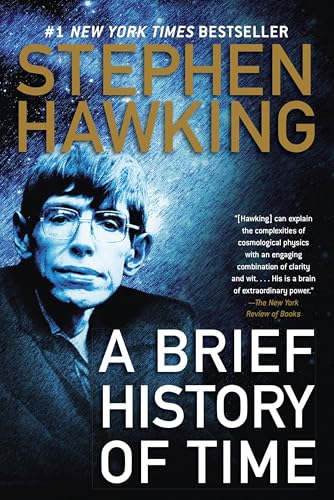 #1 NEW YORK TIMES BESTSELLER
STEPHEN
HAWKING
"[Hawking] can explain
the complexities of
cosmological physics
with an engaging
combination of clarity
and wit. . . . His is a brain
of extraordinary power."
—The New York
Review of Books
A BRIEF
HISTORY
OF TIME